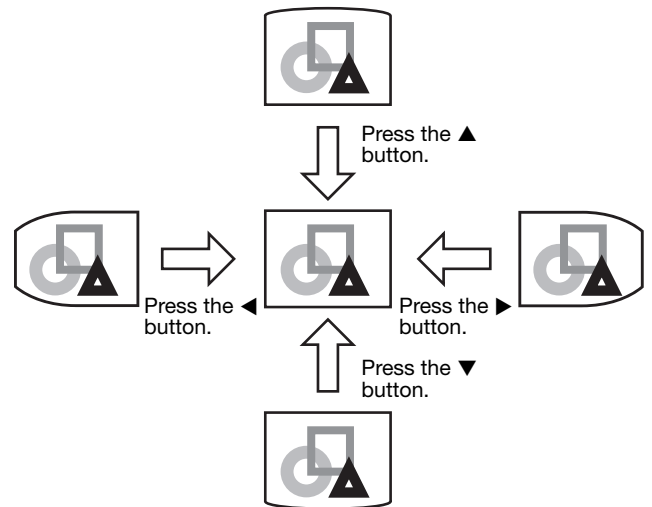 Press the ▲
button.
Press the ◀
button.
Press the ▶
button.
Press the ▼
button.